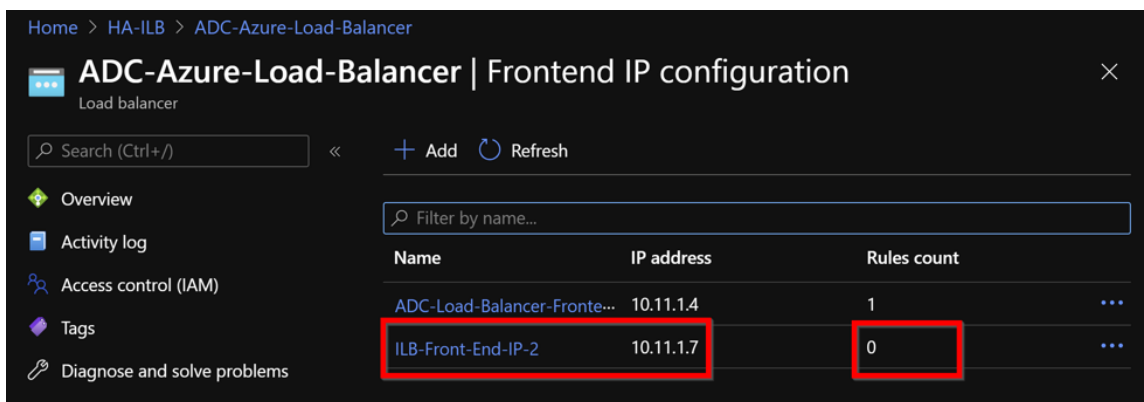 Home > HA-ILB > ADC-Azure-Load-Balancer
ADC-Azure-Load-Balancer | Frontend IP configuration
Load balancer
Search (Ctrl+/) «
+ Add Refresh
Overview
Activity log
Access control (IAM)
Tags
Diagnose and solve problems
Filter by name...
Name IP address Rules count
ADC-Load-Balancer-Fronte... 10.11.1.4 1 ...
ILB-Front-End-IP-2 10.11.1.7 0 ...